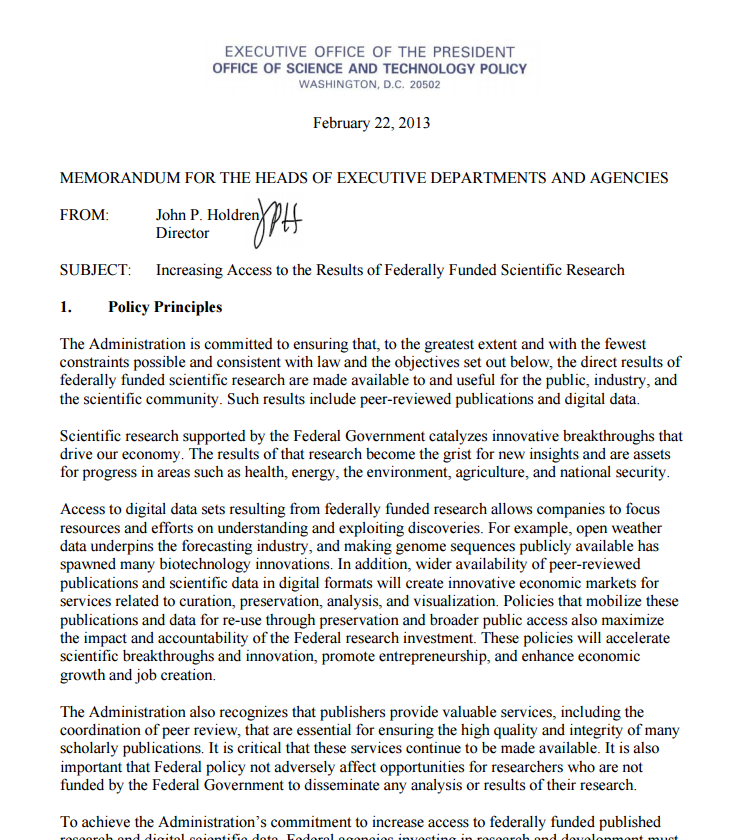 EXECUTIVE OFFICE OF THE PRESIDENT
OFFICE OF SCIENCE AND TECHNOLOGY POLICY
WASHINGTON, D.C. 20502
February 22, 2013
MEMORANDUM FOR THE HEADS OF EXECUTIVE DEPARTMENTS AND AGENCIES
FROM: John P. Holdren JPH
Director
SUBJECT: Increasing Access to the Results of Federally Funded Scientific Research
1. Policy Principles
The Administration is committed to ensuring that, to the greatest extent and with the fewest
constraints possible and consistent with law and the objectives set out below, the direct results of
federally funded scientific research are made available to and useful for the public, industry, and
the scientific community. Such results include peer-reviewed publications and digital data.
Scientific research supported by the Federal Government catalyzes innovative breakthroughs that
drive our economy. The results of that research become the grist for new insights and are assets
for progress in areas such as health, energy, the environment, agriculture, and national security.
Access to digital data sets resulting from federally funded research allows companies to focus
resources and efforts on understanding and exploiting discoveries. For example, open weather
data underpins the forecasting industry, and making genome sequences publicly available has
spawned many biotechnology innovations. In addition, wider availability of peer-reviewed
publications and scientific data in digital formats will create innovative economic markets for
services related to curation, preservation, analysis, and visualization. Policies that mobilize these
publications and data for re-use through preservation and broader public access also maximize
the impact and accountability of the Federal research investment. These policies will accelerate
scientific breakthroughs and innovation, promote entrepreneurship, and enhance economic
growth and job creation.
The Administration also recognizes that publishers provide valuable services, including the
coordination of peer review, that are essential for ensuring the high quality and integrity of many
scholarly publications. It is critical that these services continue to be made available. It is also
important that Federal policy not adversely affect opportunities for researchers who are not
funded by the Federal Government to disseminate any analysis or results of their research.
To achieve the Administration's commitment to increase access to federally funded published
research and digital scientific data, Federal agencies investing in research and development must